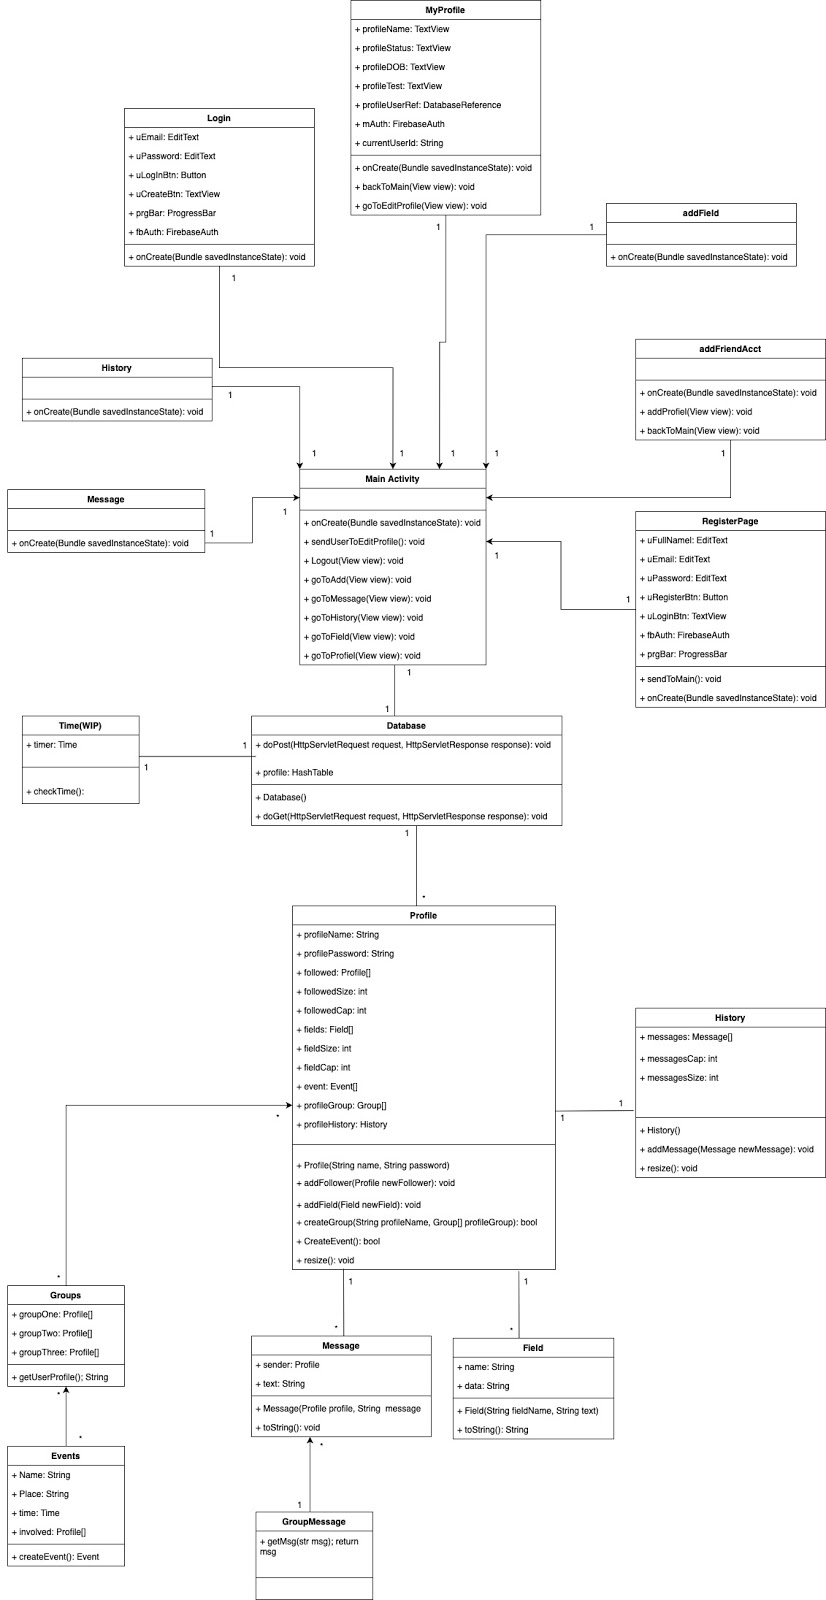 MyProfile
+ profileName: TextView
+ profileStatus: TextView
+ profileDOB: TextView
+ profileTest: TextView
+ profileUserRef: DatabaseReference
+ mAuth: FirebaseAuth
+ currentUserId: String
+ onCreate(Bundle savedInstanceState): void
+ backToMain(View view): void
+ goToEditProfile(View view): void
1
Login
+ uEmail: EditText
+ uPassword: EditText
+ uLogInBtn: Button
+ uCreateBtn: TextView
+ prgBar: ProgressBar
+ fbAuth: FirebaseAuth
+ onCreate(Bundle savedInstanceState): void
1
addField
+ onCreate(Bundle savedInstanceState): void
1
History
+ onCreate(Bundle savedInstanceState): void
1
addFriendAcct
+ onCreate(Bundle savedInstanceState): void
+ addProfiel(View view): void
+ backToMain(View view): void
1
1
1
1
1
Message
+ onCreate(Bundle savedInstanceState): void
1
1
Main Activity
+ onCreate(Bundle savedInstanceState): void
+ sendUserToEditProfile(): void
+ Logout(View view): void
+ goToAdd(View view): void
+ goToMessage(View view): void
+ goToHistory(View view): void
+ goToField(View view): void
+ goToProfiel(View view): void
1
1
1
RegisterPage
+ uFullNamel: EditText
+ uEmail: EditText
+ uPassword: EditText
+ uRegisterBtn: Button
+ uLoginBtn: TextView
+ fbAuth: FirebaseAuth
+ prgBar: ProgressBar
+ sendToMain(): void
+ onCreate(Bundle savedInstanceState): void
1
Time(WIP)
+ timer: Time
+ checkTime():
1
1
Database
+ doPost(HttpServletRequest request, HttpServletResponse response): void
+ profile: HashTable
+ Database()
+ doGet(HttpServletRequest request, HttpServletResponse response): void
1
*
Profile
+ profileName: String
+ profilePassword: String
+ followed: Profile[]
+ followedSize: int
+ followedCap: int
+ fields: Field[]
+ fieldSize: int
+ fieldCap: int
+ event: Event[]
+ profileGroup: Group[]
+ profileHistory: History
+ Profile(String name, String password)
+ addFollower(Profile newFollower): void
+ addField(Field newField): void
+ createGroup(String profileName, Group[] profileGroup): bool
+ CreateEvent(): bool
+ resize(): void
*
1
1
History
+ messages: Message[]
+ messagesCap: int
+ messagesSize: int
+ History()
+ addMessage(Message newMessage): void
+ resize(): void
1
1
*
*
*
Groups
+ groupOne: Profile[]
+ groupTwo: Profile[]
+ groupThree: Profile[]
+ getUserProfile(); String
*
*
Message
+ sender: Profile
+ text: String
+ Message(Profile profile, String message
+ toString(): void
*
Field
+ name: String
+ data: String
+ Field(String fieldName, String text)
+ toString(): String
Events
+ Name: String
+ Place: String
+ time: Time
+ involved: Profile[]
+ createEvent(): Event
1
GroupMessage
+ getMsg(str msg); return
msg